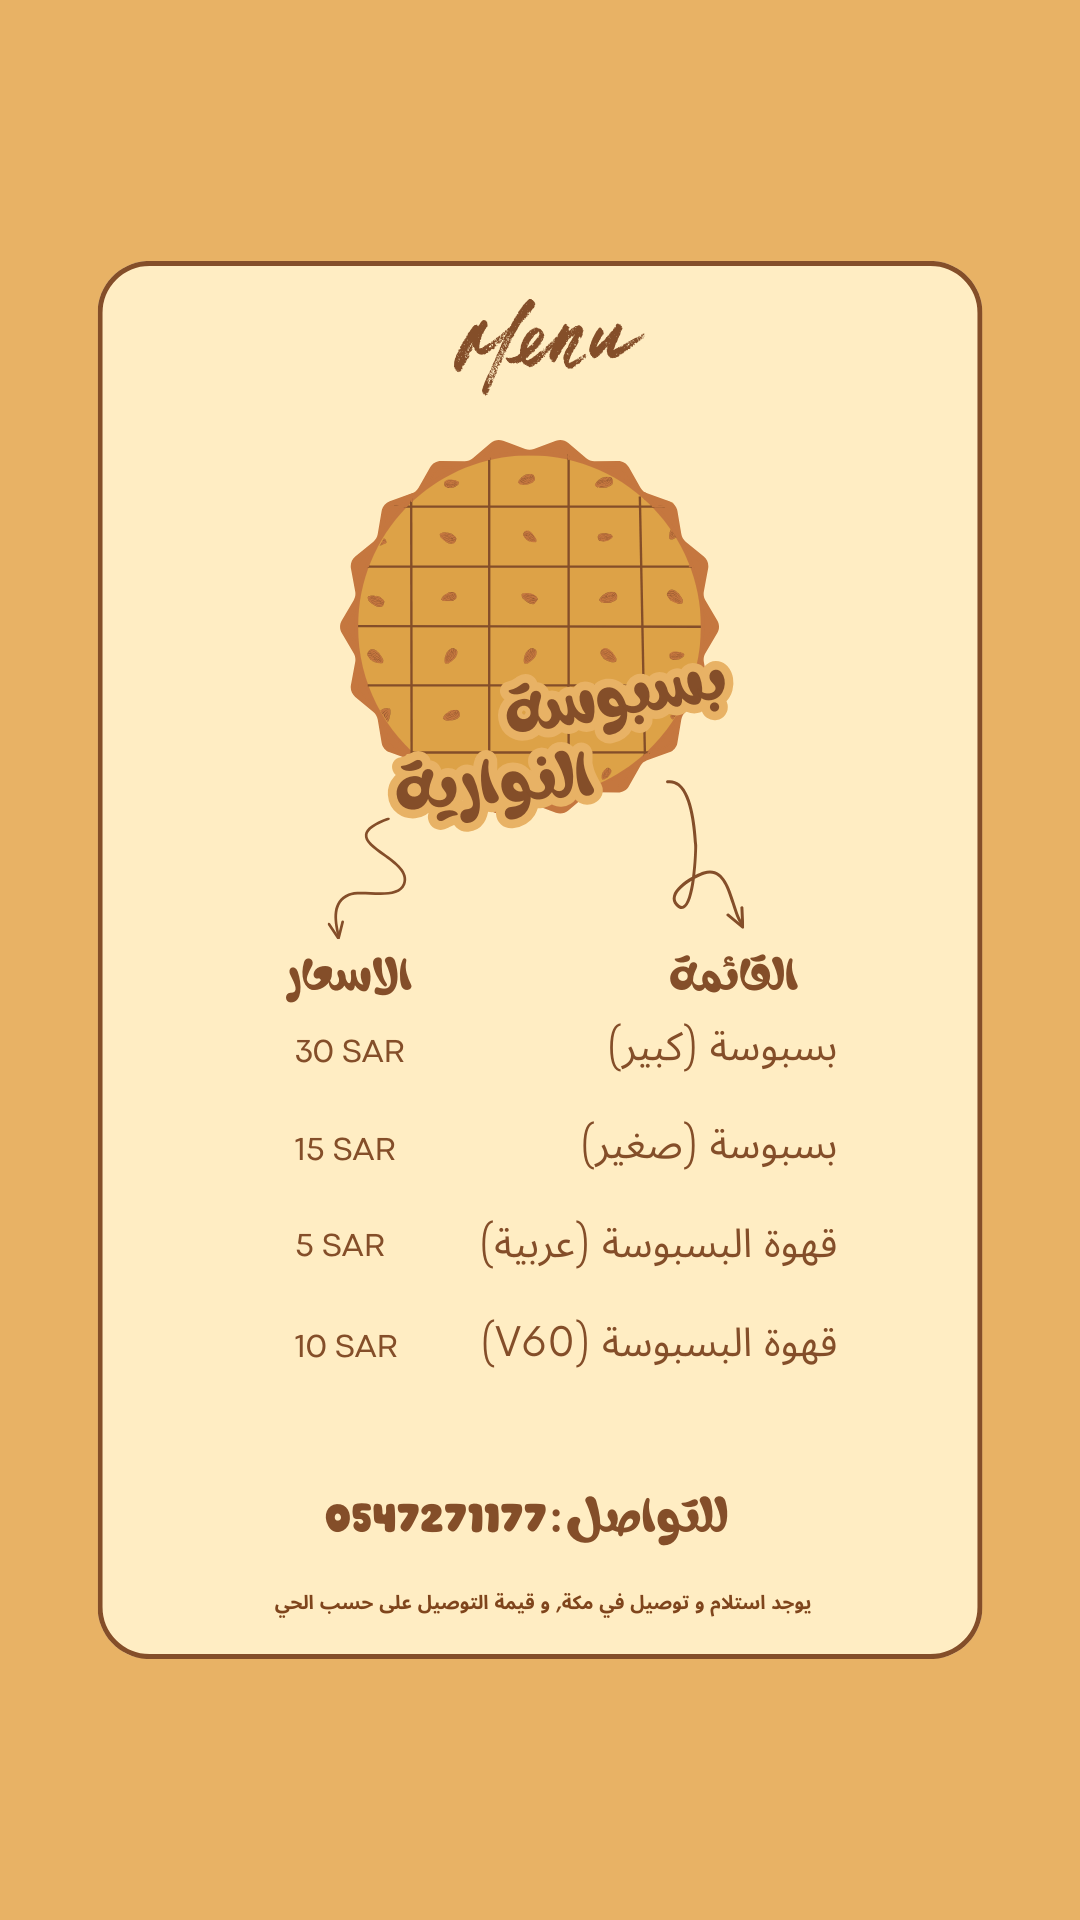 Menu
بسبوسة
النوارية
القائمة
الاسعار
بسبوسة (كبير)
30 SAR
بسبوسة (صغير)
15 SAR
قهوة البسبوسة (عربية)
5 SAR
قهوة البسبوسة (V60)
10 SAR
للتواصل:0547271177
يوجد استلام و توصيل في مكة, و قيمة التوصيل على حسب الحي